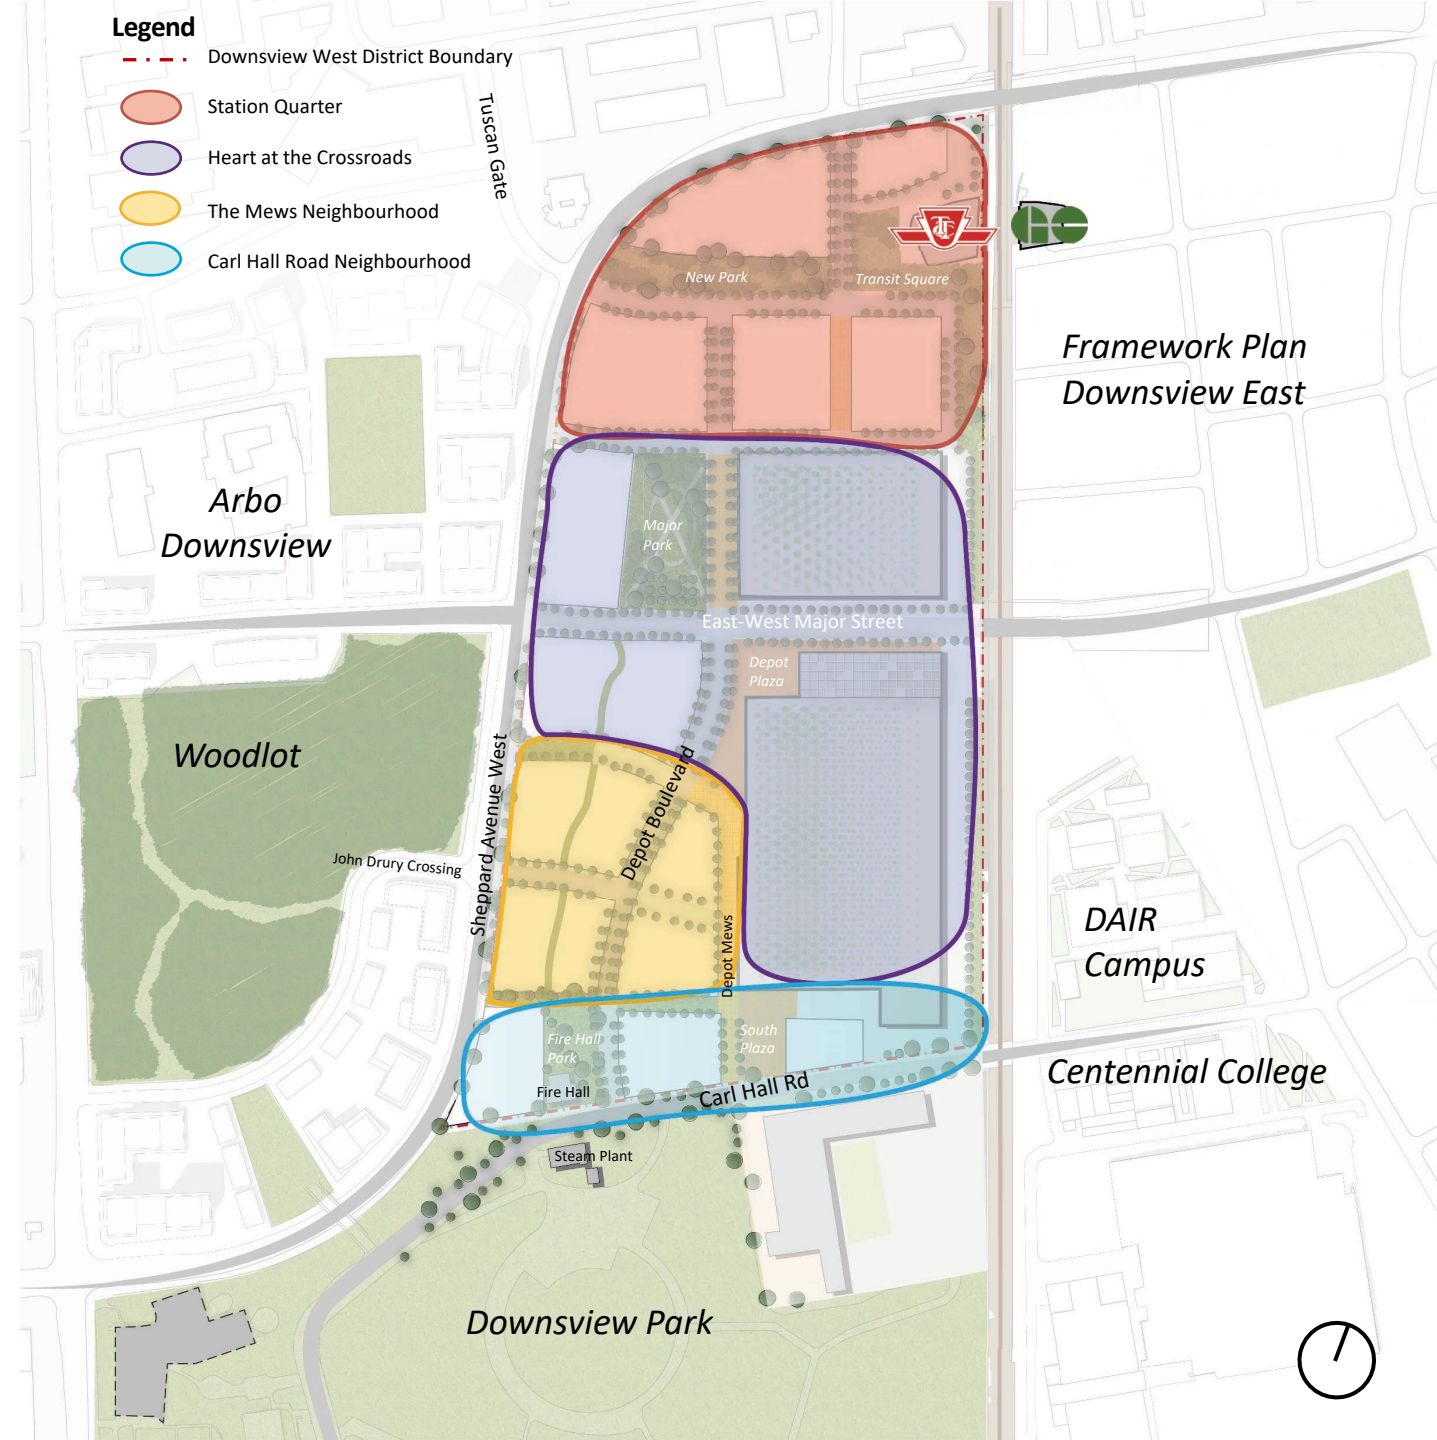 Legend
Downsview West District Boundary
Station Quarter
Heart at the Crossroads
The Mews Neighbourhood
Carl Hall Road Neighbourhood
Tuscan Gate
TTC
GO
New Park
Transit Square
Framework Plan
Downsview East
Arbo
Downsview
Major
Park
East-West Major Street
Depot
Plaza
Woodlot
Sheppard Avenue West
Depot Boulevard
John Drury Crossing
Depot Mews
DAIR
Campus
South
Plaza
Fire Hall
Park
Fire Hall
Carl Hall Rd
Centennial College
Steam Plant
Downsview Park